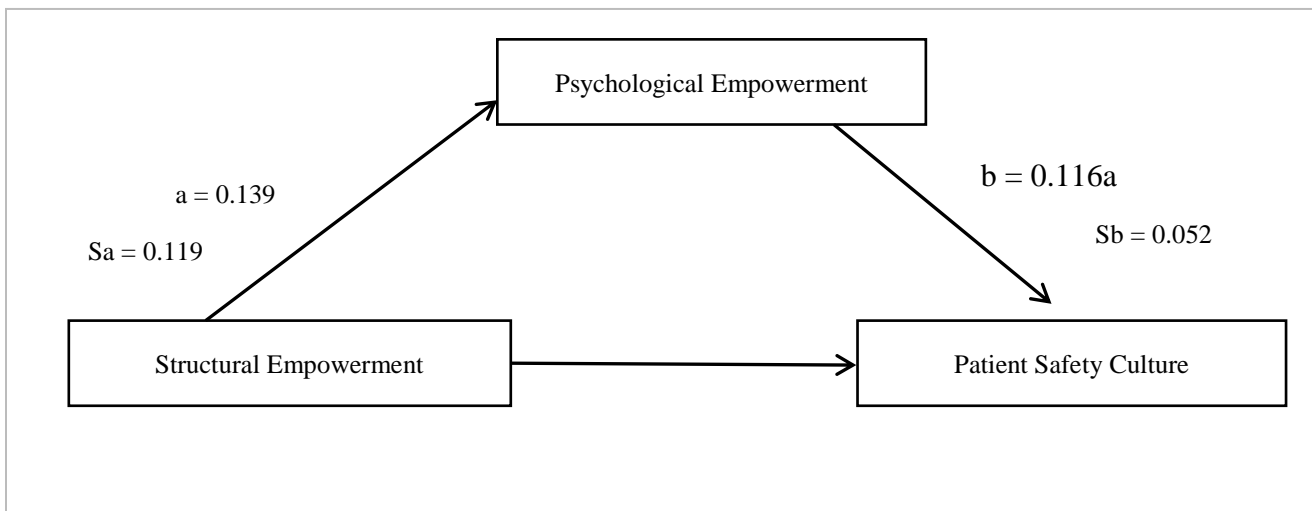 Psychological Empowerment
b = 0.116a
a = 0.139
Sb = 0.052
Sa = 0.119
Structural Empowerment
Patient Safety Culture